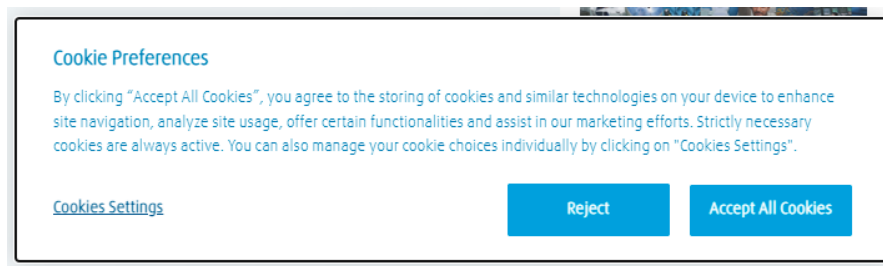 Cookie Preferences
By clicking “Accept All Cookies”, you agree to the storing of cookies and similar technologies on your device to enhance
site navigation, analyze site usage, offer certain functionalities and assist in our marketing efforts. Strictly necessary
cookies are always active. You can also manage your cookie choices individually by clicking on "Cookies Settings".
Cookies Settings
Reject
Accept All Cookies